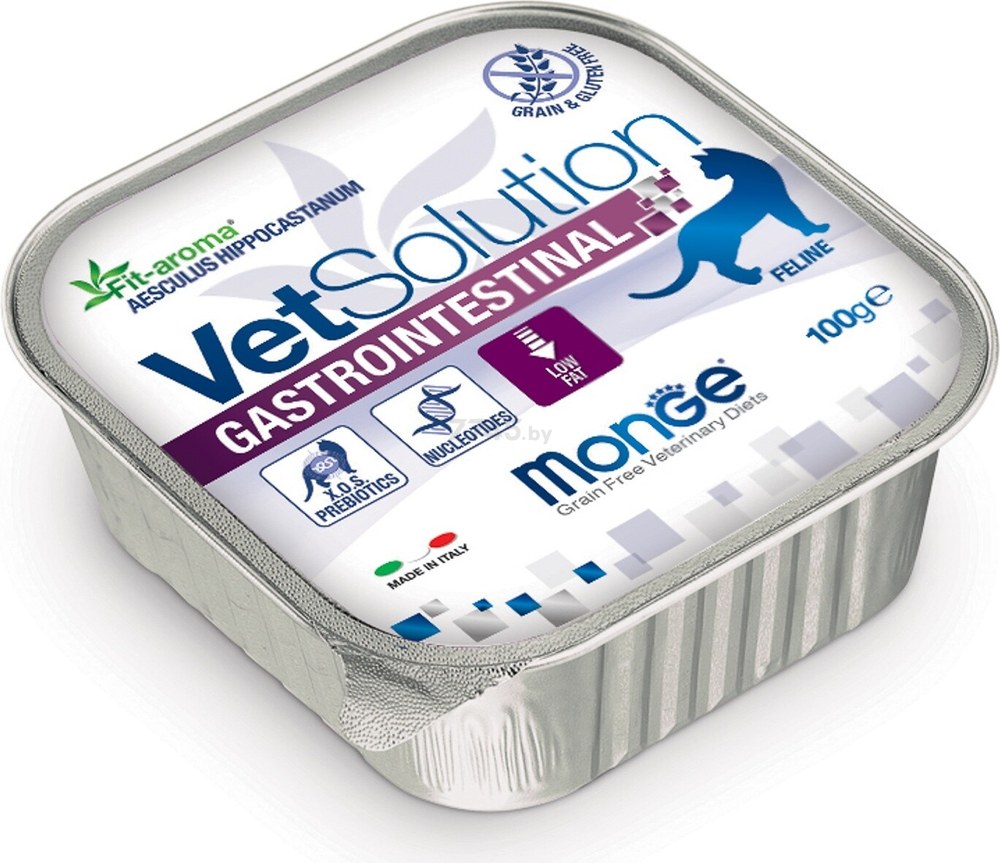 GRAIN & GLUTEN FREE
Fit-aroma®
AESCULUS HIPPOCASTANUM
VetSolution
GASTROINTESTINAL
FELINE
100g℮
LOW
FAT
NUCLEOTIDES
X.O.S.
PREBIOTICS
monGe®
Grain Free Veterinary Diets
MADE IN ITALY